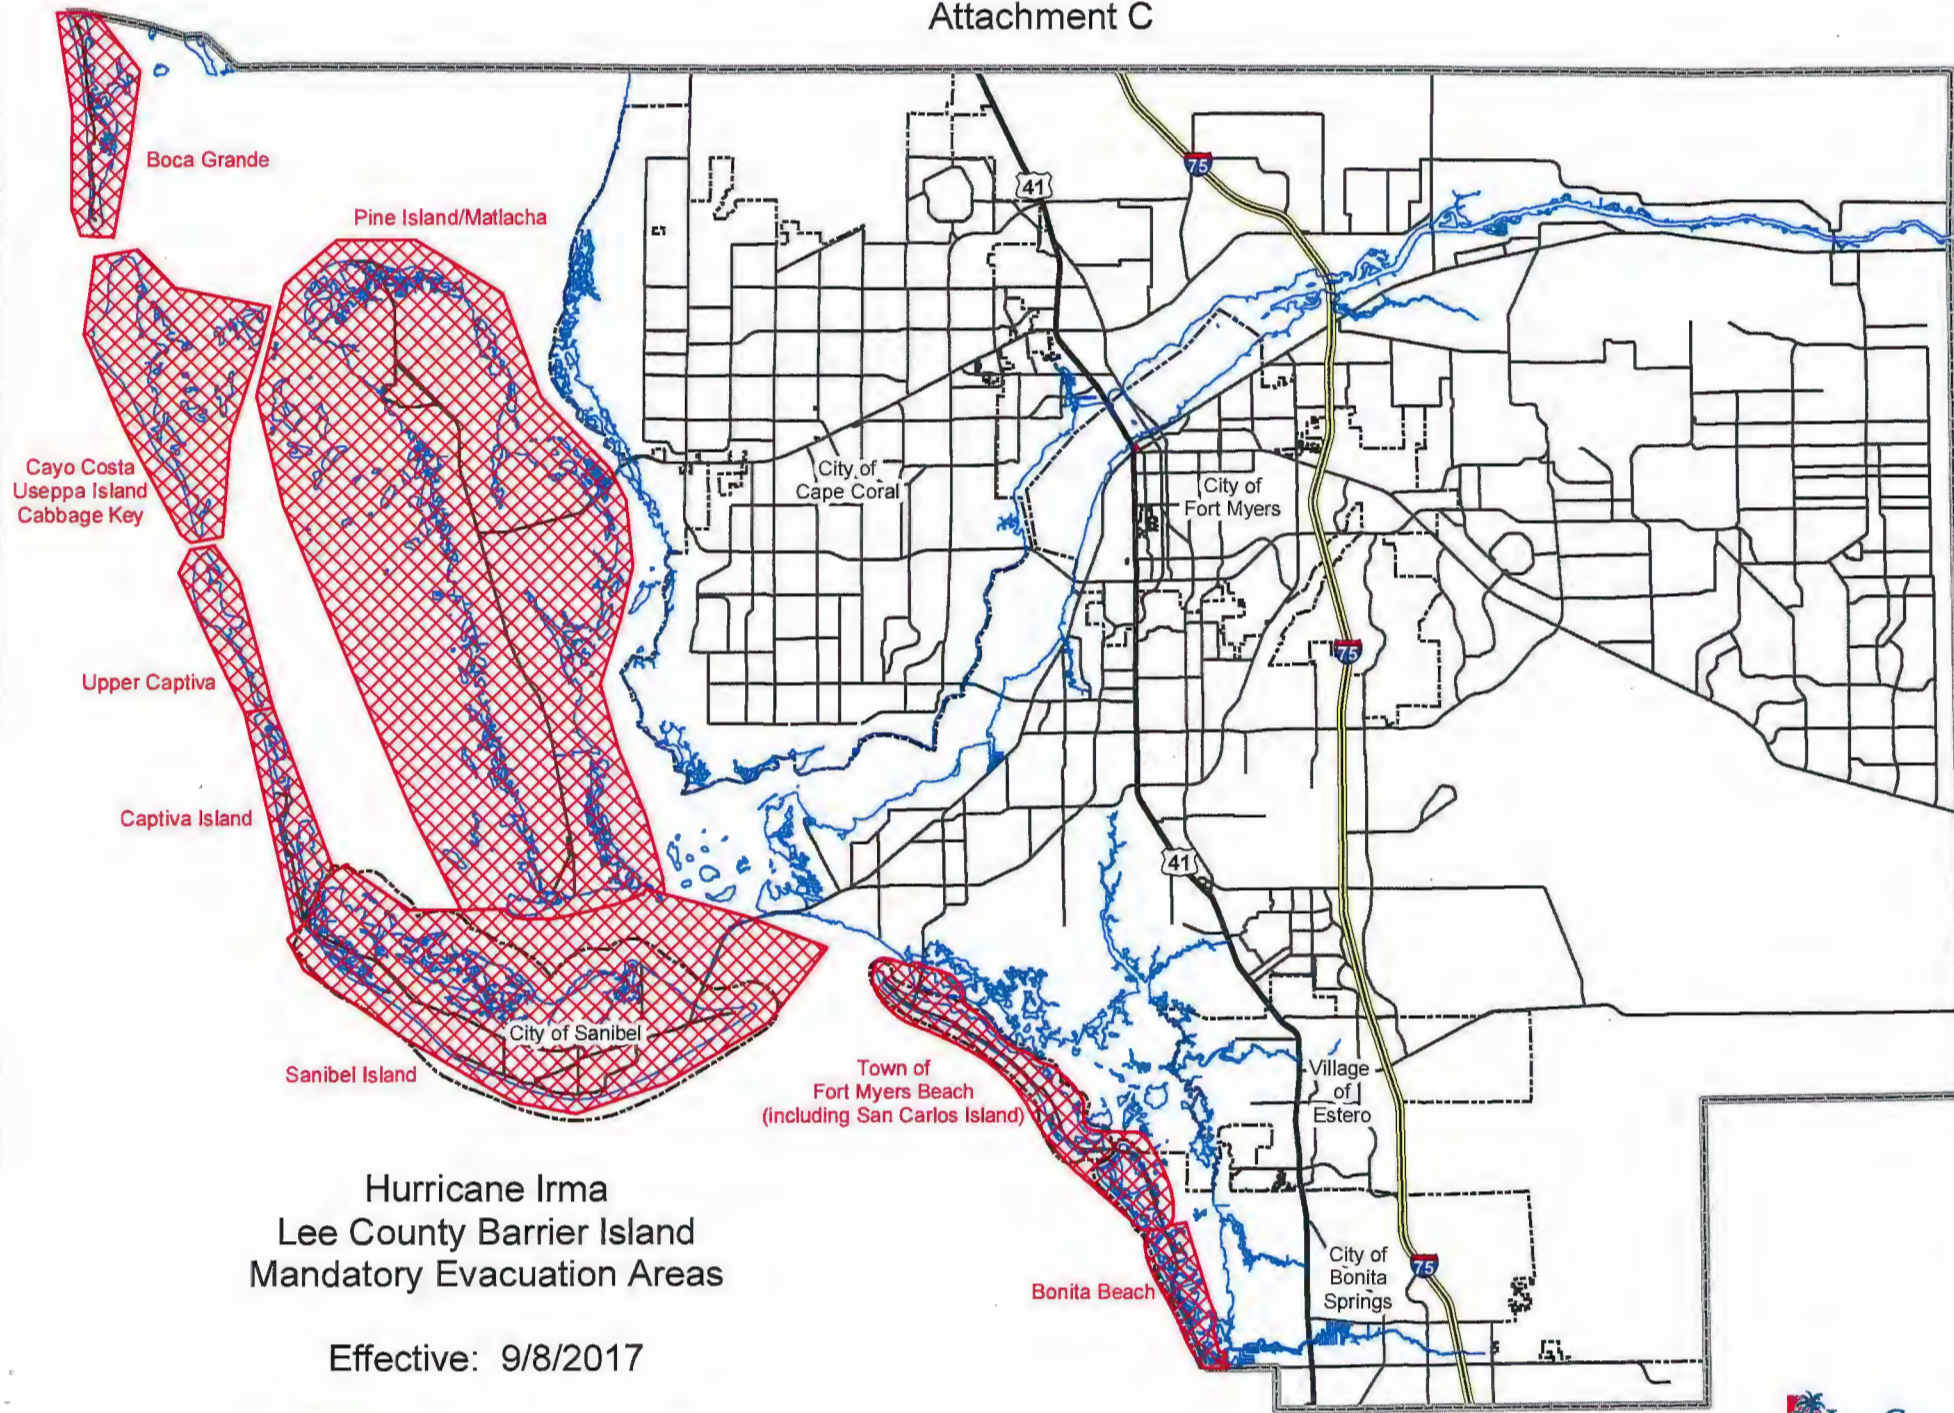 Attachment C
Boca Grande
Pine Island/Matlacha
41
75
Cayo Costa
Useppa Island
Cabbage Key
City of
Cape Coral
City of
Fort Myers
75
Upper Captiva
Captiva Island
41
City of Sanibel
Sanibel Island
Town of
Fort Myers Beach
(including San Carlos Island)
Village
of
Estero
City of
Bonita
Springs
75
Bonita Beach
Hurricane Irma
Lee County Barrier Island
Mandatory Evacuation Areas
Effective: 9/8/2017